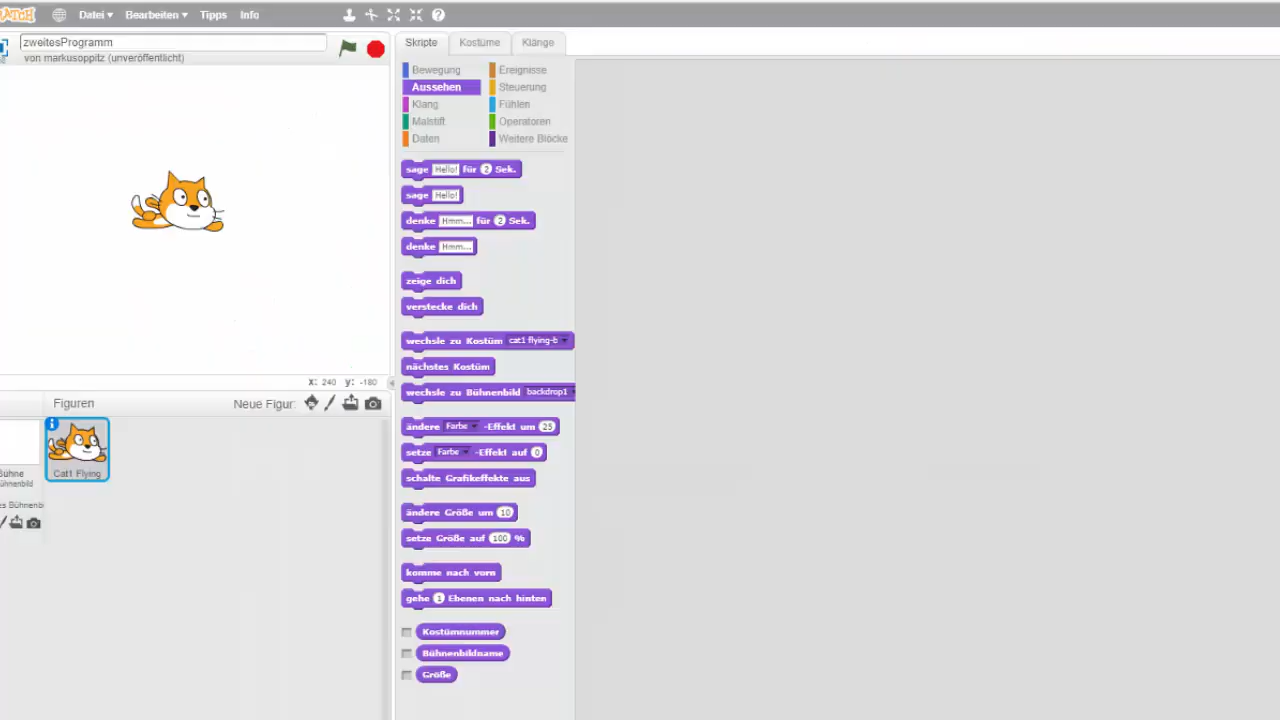 Datei Bearbeiten Tipps Info
zweitesProgramm
von markusoppitz (unveröffentlicht)
x: 240 y: -180
Figuren Neue Figur:
Cat1 Flying
Bühne
Skripte Kostüme Klänge
Bewegung Ereignisse
Aussehen Steuerung
Klang Fühlen
Malstift Operatoren
Daten Weitere Blöcke
sage Hello! für 2 Sek.
sage Hello!
denke Hmm... für 2 Sek.
denke Hmm...
zeige dich
verstecke dich
wechsle zu Kostüm cat1 flying-b
nächstes Kostüm
wechsle zu Bühnenbild backdrop1
ändere Farbe -Effekt um 25
setze Farbe -Effekt auf 0
schalte Grafikeffekte aus
ändere Größe um 10
setze Größe auf 100 %
komme nach vorn
gehe 1 Ebenen nach hinten
Kostümnummer
Bühnenbildname
Größe